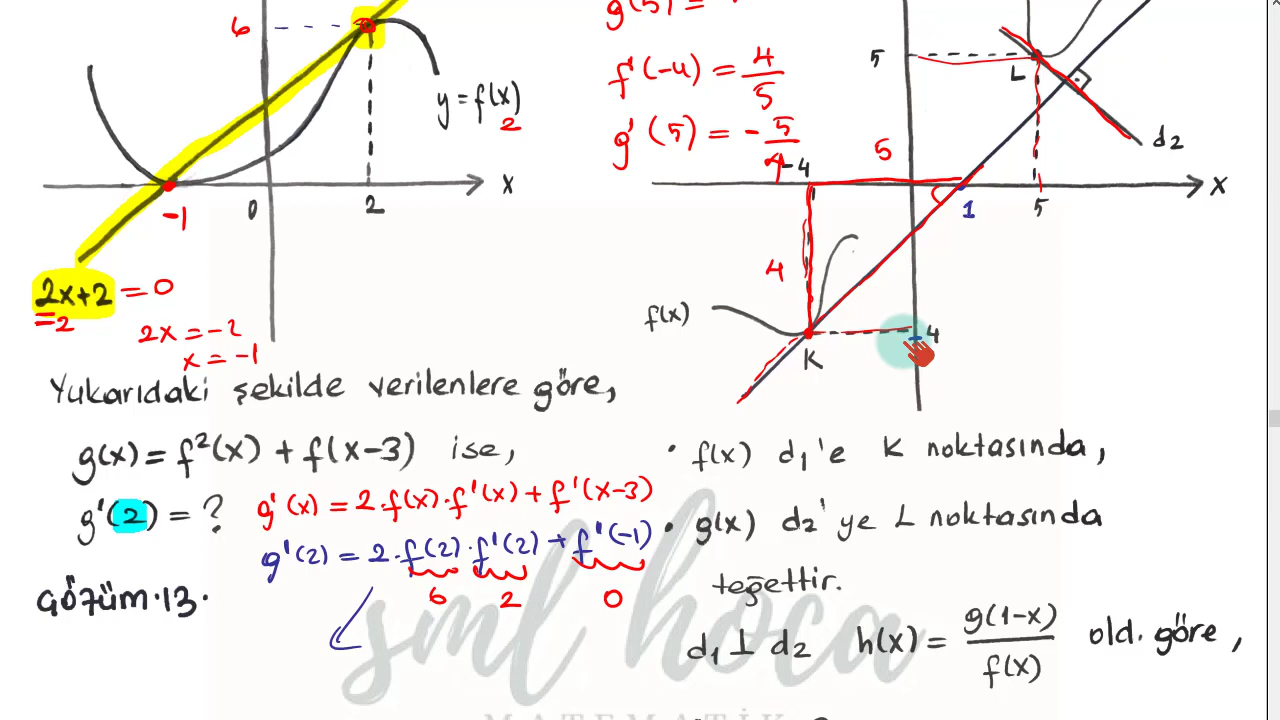 6
y = f(x)
2
x
-1
0
2
2x+2 = 0
=2
2x = -2
x = -1
g(5) =
f'(-4) = 4/5
g'(5) = -5/4
5
L
d2
-4
5
1
5
x
4
f(x)
K
4
Yukarıdaki şekilde verilenlere göre,
g(x) = f²(x) + f(x-3) ise,
g'(2) = ?
g'(x) = 2.f(x).f'(x) + f'(x-3)
g'(2) = 2.f(2).f'(2) + f'(-1)
6 2 0
Çözüm.13.
• f(x) d1'e K noktasında,
• g(x) d2'ye L noktasında
teğettir.
d1 ⊥ d2 h(x) = g(1-x)/f(x) old. göre,
sml hoca
MATEMATİK